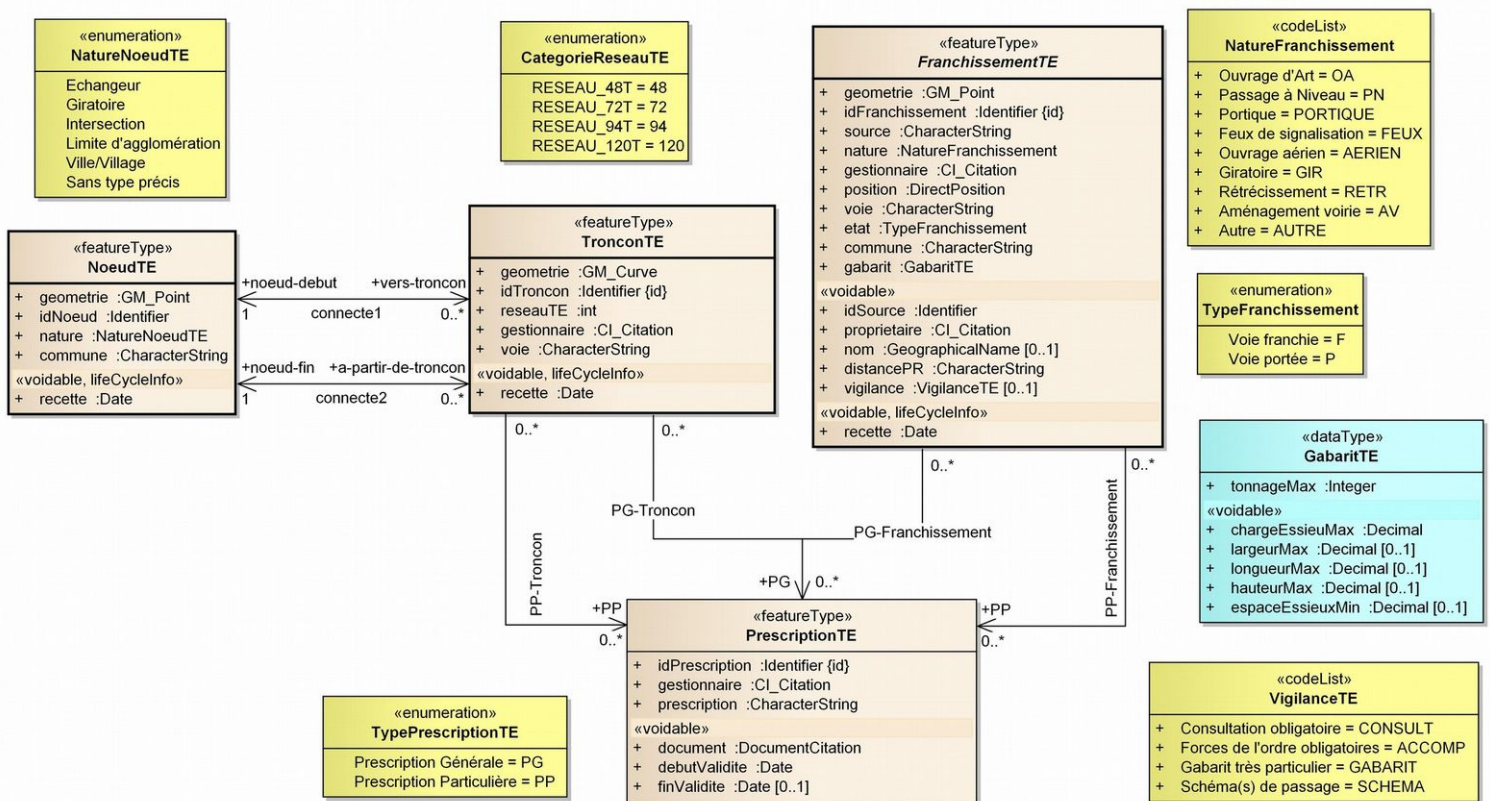 «enumeration»
NatureNoeudTE
Echangeur
Giratoire
Intersection
Limite d'agglomération
Ville/Village
Sans type précis
«enumeration»
CategorieReseauTE
RESEAU_48T = 48
RESEAU_72T = 72
RESEAU_94T = 94
RESEAU_120T = 120
«featureType»
FranchissementTE
+ geometrie :GM_Point
+ idFranchissement :Identifier {id}
+ source :CharacterString
+ nature :NatureFranchissement
+ gestionnaire :CI_Citation
+ position :DirectPosition
+ voie :CharacterString
+ etat :TypeFranchissement
+ commune :CharacterString
+ gabarit :GabaritTE
«voidable»
+ idSource :Identifier
+ proprietaire :CI_Citation
+ nom :GeographicalName [0..1]
+ distancePR :CharacterString
+ vigilance :VigilanceTE [0..1]
«voidable, lifeCycleInfo»
+ recette :Date
«codeList»
NatureFranchissement
+ Ouvrage d'Art = OA
+ Passage à Niveau = PN
+ Portique = PORTIQUE
+ Feux de signalisation = FEUX
+ Ouvrage aérien = AERIEN
+ Giratoire = GIR
+ Rétrécissement = RETR
+ Aménagement voirie = AV
+ Autre = AUTRE
«featureType»
NoeudTE
+ geometrie :GM_Point
+ idNoeud :Identifier
+ nature :NatureNoeudTE
+ commune :CharacterString
«voidable, lifeCycleInfo»
+ recette :Date
+noeud-debut +vers-troncon
1 connecte1 0..*
+noeud-fin +a-partir-de-troncon
1 connecte2 0..*
«featureType»
TronconTE
+ geometrie :GM_Curve
+ idTroncon :Identifier {id}
+ reseauTE :int
+ gestionnaire :CI_Citation
+ voie :CharacterString
«voidable, lifeCycleInfo»
+ recette :Date
«enumeration»
TypeFranchissement
Voie franchie = F
Voie portée = P
0..* 0..*
0..* 0..*
PG-Troncon
PG-Franchissement
PP-Troncon
PP-Franchissement
+PG 0..*
+PP
0..*
+PP
0..*
«dataType»
GabaritTE
+ tonnageMax :Integer
«voidable»
+ chargeEssieuMax :Decimal
+ largeurMax :Decimal [0..1]
+ longueurMax :Decimal [0..1]
+ hauteurMax :Decimal [0..1]
+ espaceEssieuxMin :Decimal [0..1]
«featureType»
PrescriptionTE
+ idPrescription :Identifier {id}
+ gestionnaire :CI_Citation
+ prescription :CharacterString
«voidable»
+ document :DocumentCitation
+ debutValidite :Date
+ finValidite :Date [0..1]
«enumeration»
TypePrescriptionTE
Prescription Générale = PG
Prescription Particulière = PP
«codeList»
VigilanceTE
+ Consultation obligatoire = CONSULT
+ Forces de l'ordre obligatoires = ACCOMP
+ Gabarit très particulier = GABARIT
+ Schéma(s) de passage = SCHEMA